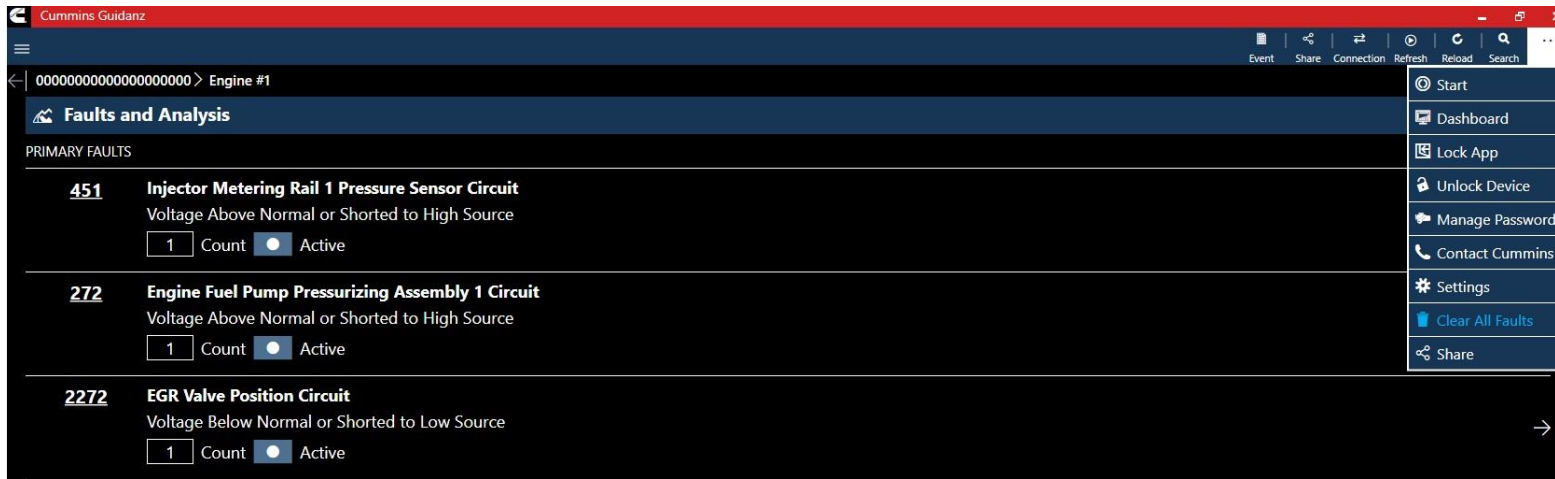 Cummins Guidanz
Event Share Connection Refresh Reload Search
00000000000000000000 > Engine #1
Faults and Analysis
PRIMARY FAULTS
451 Injector Metering Rail 1 Pressure Sensor Circuit
Voltage Above Normal or Shorted to High Source
1 Count Active
272 Engine Fuel Pump Pressurizing Assembly 1 Circuit
Voltage Above Normal or Shorted to High Source
1 Count Active
2272 EGR Valve Position Circuit
Voltage Below Normal or Shorted to Low Source
1 Count Active
Start
Dashboard
Lock App
Unlock Device
Manage Password
Contact Cummins
Settings
Clear All Faults
Share